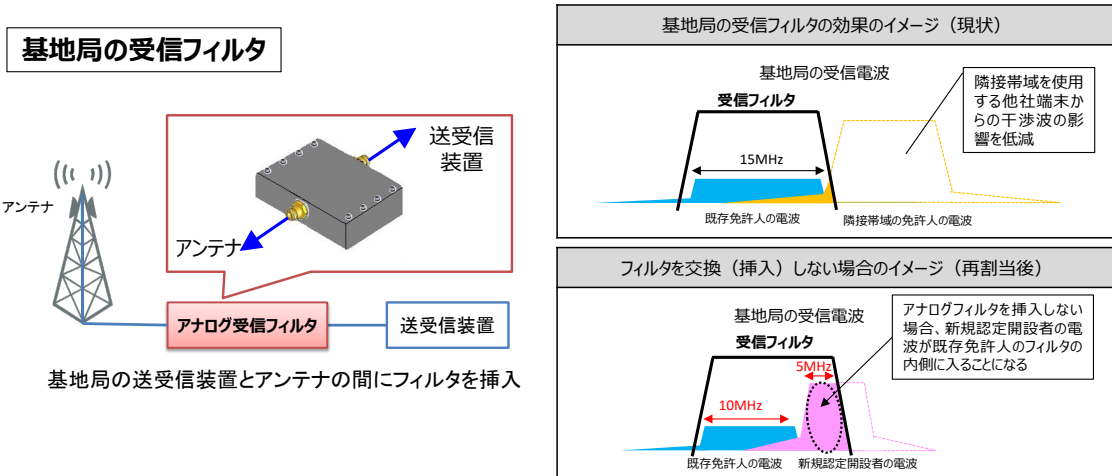 基地局の受信フィルタ
送受信
装置
アンテナ
アンテナ
アナログ受信フィルタ
送受信装置
基地局の送受信装置とアンテナの間にフィルタを挿入
基地局の受信フィルタの効果のイメージ（現状）
基地局の受信電波
受信フィルタ
隣接帯域を使用
する他社端末か
らの干渉波の影
響を低減
15MHz
既存免許人の電波
隣接帯域の免許人の電波
フィルタを交換（挿入）しない場合のイメージ（再割当後）
基地局の受信電波
受信フィルタ
アナログフィルタを挿入しない
場合、新規認定開設者の電
波が既存免許人のフィルタの
内側に入ることになる
5MHz
10MHz
既存免許人の電波
新規認定開設者の電波